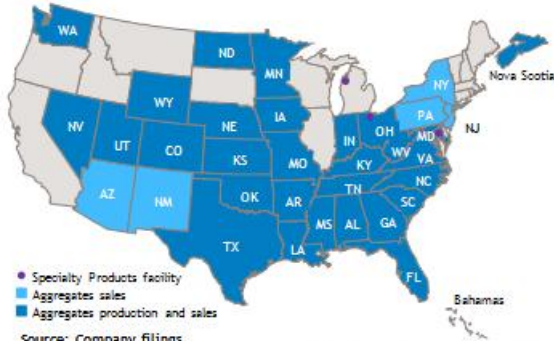 WA
ND
MN
Nova Scotia
NY
WY
IA
PA
NJ
NV
NE
IN
OH
MD
UT
CO
WV
VA
KS
MO
KY
NC
TN
AZ
NM
OK
AR
SC
MS
AL
GA
TX
LA
FL
Specialty Products facility
Aggregates sales
Bahamas
Aggregates production and sales
Source: Company filings